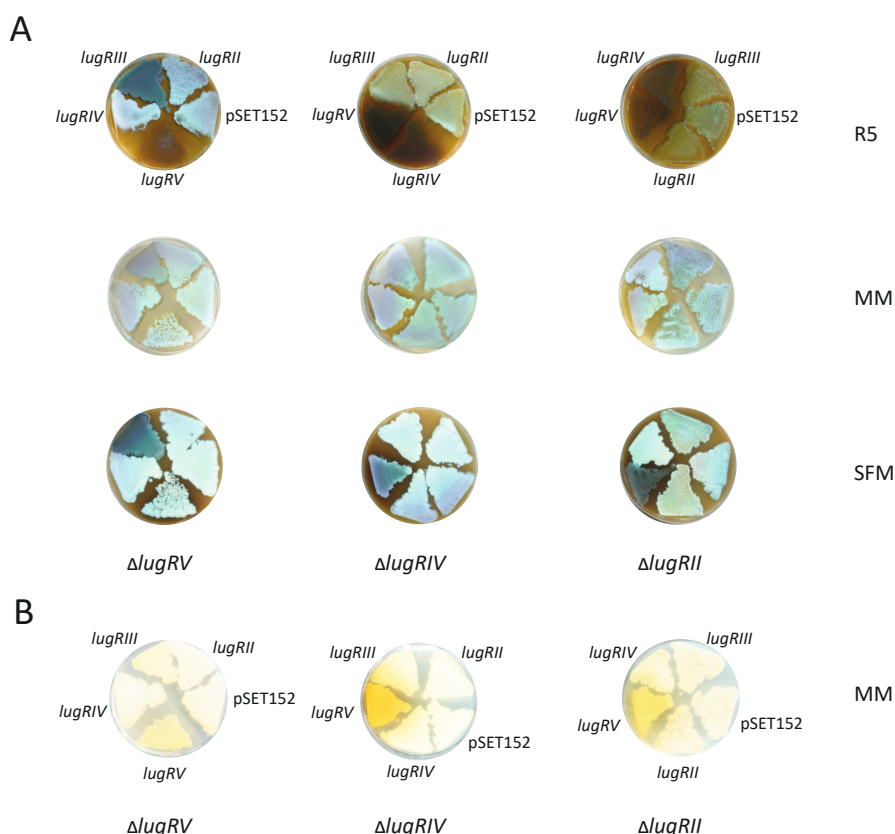 A
lugRIII lugRII lugRIII lugRII lugRIV lugRIII
lugRIV pSET152 lugRV pSET152 lugRV pSET152 R5
lugRV lugRIV lugRII
MM
SFM
ΔlugRV ΔlugRIV ΔlugRII
B
lugRIII lugRII lugRIII lugRII lugRIV lugRIII
lugRIV pSET152 lugRV pSET152 lugRV pSET152 MM
lugRV lugRIV lugRII
ΔlugRV ΔlugRIV ΔlugRII